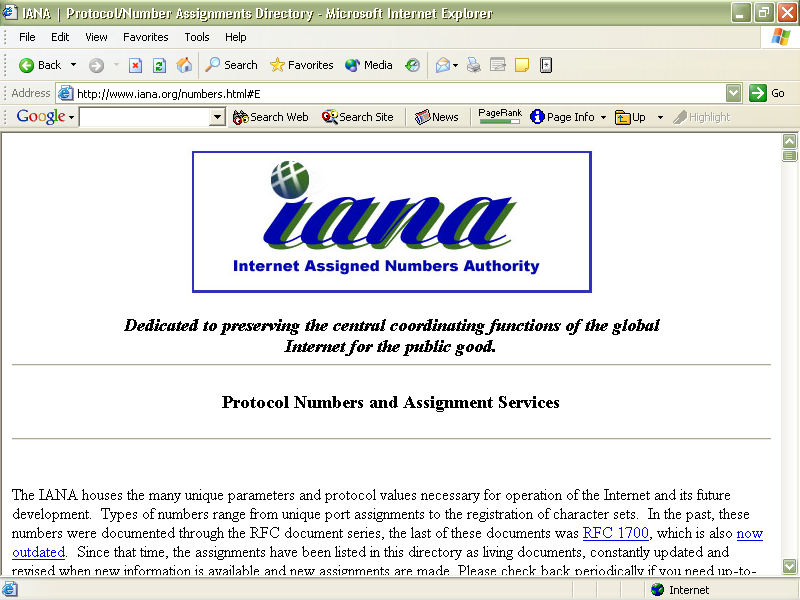 IANA | Protocol/Number Assignments Directory - Microsoft Internet Explorer
File Edit View Favorites Tools Help
Back Search Favorites Media
Address http://www.iana.org/numbers.html#E Go
Google Search Web Search Site News PageRank Page Info Up Highlight
iana
Internet Assigned Numbers Authority
Dedicated to preserving the central coordinating functions of the global
Internet for the public good.
Protocol Numbers and Assignment Services
The IANA houses the many unique parameters and protocol values necessary for operation of the Internet and its future
development. Types of numbers range from unique port assignments to the registration of character sets. In the past, these
numbers were documented through the RFC document series, the last of these documents was RFC 1700, which is also now
outdated. Since that time, the assignments have been listed in this directory as living documents, constantly updated and
revised when new information is available and new assignments are made. Please check back periodically if you need up-to-
Internet